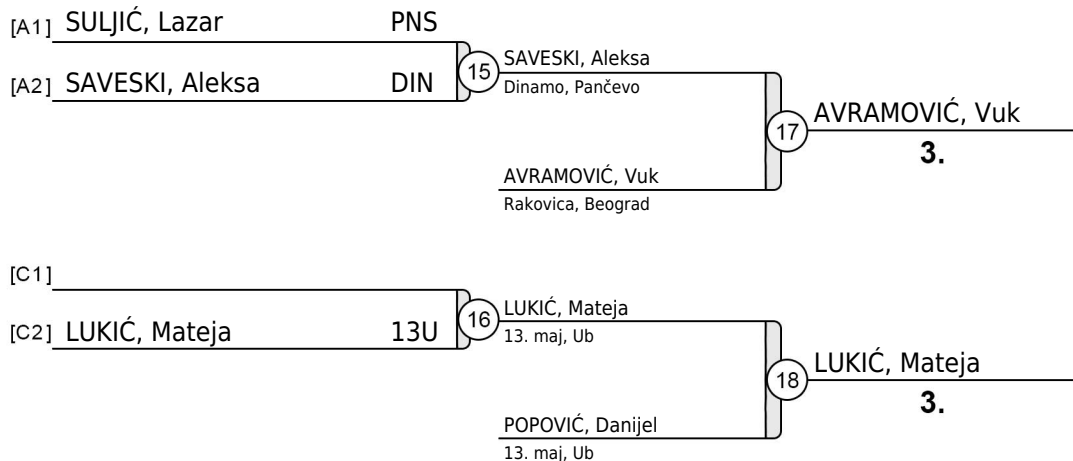 [A1] SULJIĆ, Lazar PNS
[A2] SAVESKI, Aleksa DIN
15
SAVESKI, Aleksa
Dinamo, Pančevo
17
AVRAMOVIĆ, Vuk
3.
AVRAMOVIĆ, Vuk
Rakovica, Beograd
[C1]
[C2] LUKIĆ, Mateja 13U
16
LUKIĆ, Mateja
13. maj, Ub
18
LUKIĆ, Mateja
3.
POPOVIĆ, Danijel
13. maj, Ub